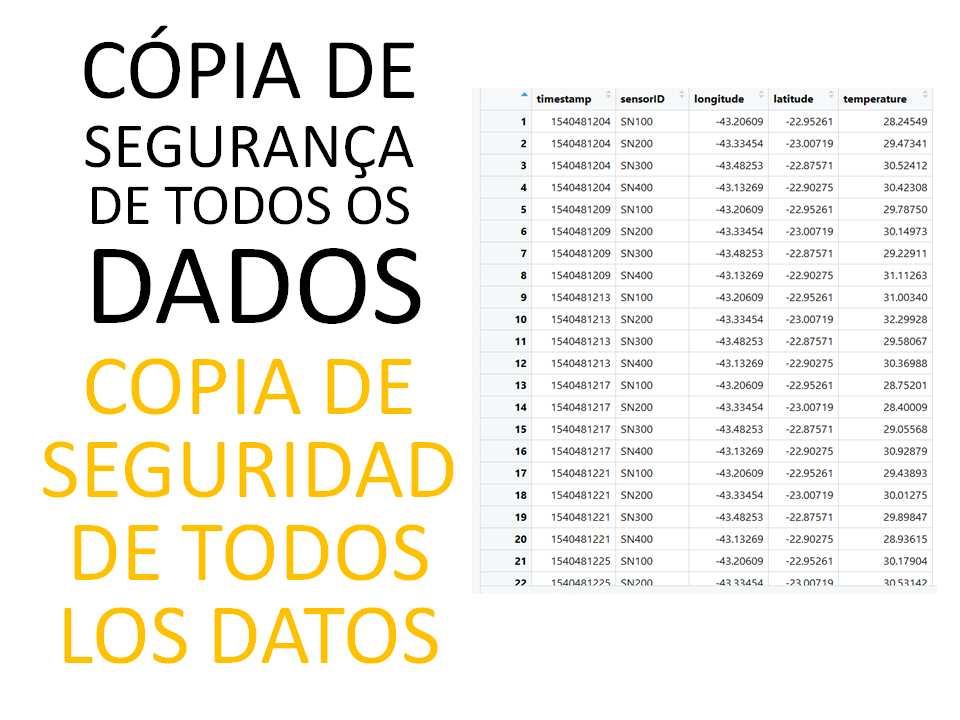 CÓPIA DE
SEGURANÇA
DE TODOS OS
DADOS
COPIA DE
SEGURIDAD
DE TODOS
LOS DATOS
timestamp sensorID longitude latitude temperature
1 1540481204 SN100 -43.20609 -22.95261 28.24549
2 1540481204 SN200 -43.33454 -23.00719 29.47341
3 1540481204 SN300 -43.48253 -22.87571 30.52412
4 1540481204 SN400 -43.13269 -22.90275 30.42308
5 1540481209 SN100 -43.20609 -22.95261 29.78750
6 1540481209 SN200 -43.33454 -23.00719 30.14973
7 1540481209 SN300 -43.48253 -22.87571 29.22911
8 1540481209 SN400 -43.13269 -22.90275 31.11263
9 1540481213 SN100 -43.20609 -22.95261 31.00340
10 1540481213 SN200 -43.33454 -23.00719 32.29928
11 1540481213 SN300 -43.48253 -22.87571 29.58067
12 1540481213 SN400 -43.13269 -22.90275 30.36988
13 1540481217 SN100 -43.20609 -22.95261 28.75201
14 1540481217 SN200 -43.33454 -23.00719 28.40009
15 1540481217 SN300 -43.48253 -22.87571 29.05568
16 1540481217 SN400 -43.13269 -22.90275 30.92879
17 1540481221 SN100 -43.20609 -22.95261 29.43893
18 1540481221 SN200 -43.33454 -23.00719 30.01275
19 1540481221 SN300 -43.48253 -22.87571 29.89847
20 1540481221 SN400 -43.13269 -22.90275 28.93615
21 1540481225 SN100 -43.20609 -22.95261 30.17904
22 1540481225 SN200 -43.33454 -23.00719 30.53142